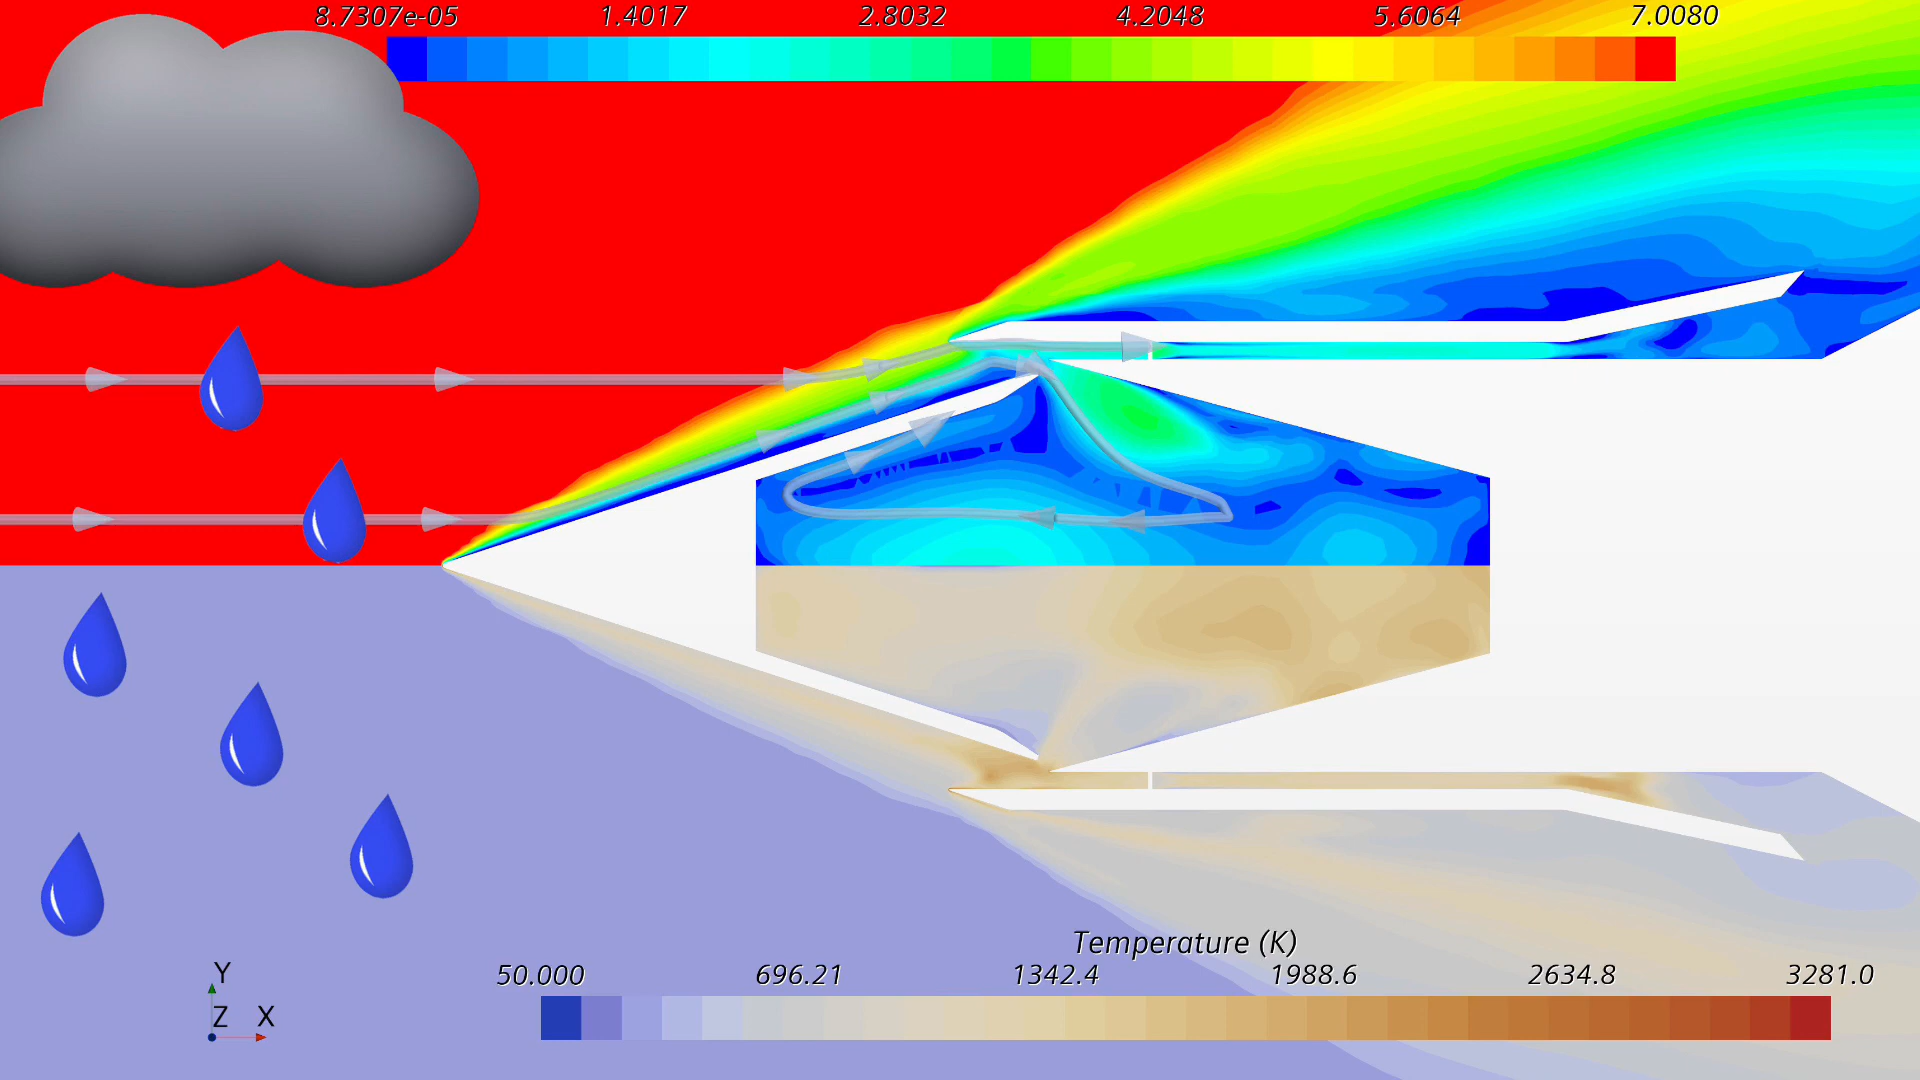 8.7307e-05 1.4017 2.8032 4.2048 5.6064 7.0080
Temperature (K)
50.000 696.21 1342.4 1988.6 2634.8 3281.0
Y
Z X